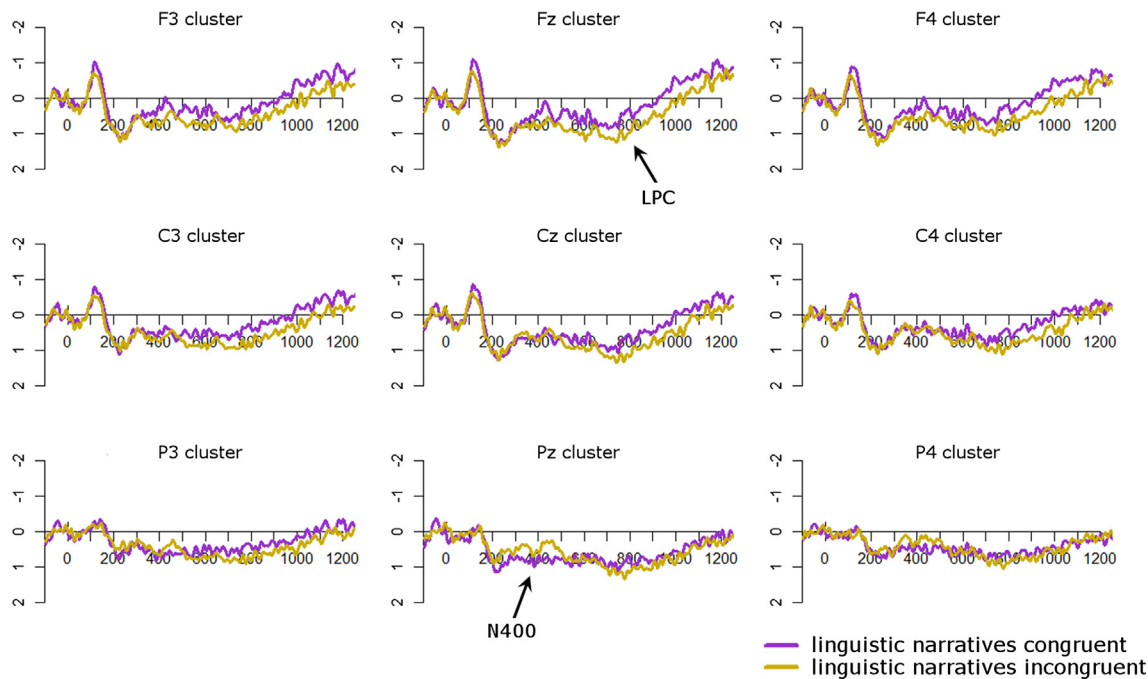 F3 cluster Fz cluster F4 cluster
-2 -2 -2
-1 -1 -1
0 0 0
0 200 400 600 800 1000 1200 0 200 400 600 800 1000 1200 0 200 400 600 800 1000 1200
1 1 1
2 2 2
LPC
C3 cluster Cz cluster C4 cluster
-2 -2 -2
-1 -1 -1
0 0 0
0 200 400 600 800 1000 1200 0 200 400 600 800 1000 1200 0 200 400 600 800 1000 1200
1 1 1
2 2 2
P3 cluster Pz cluster P4 cluster
-2 -2 -2
-1 -1 -1
0 0 0
0 200 400 600 800 1000 1200 0 200 400 600 800 1000 1200 0 200 400 600 800 1000 1200
1 1 1
2 2 2
N400
linguistic narratives congruent
linguistic narratives incongruent